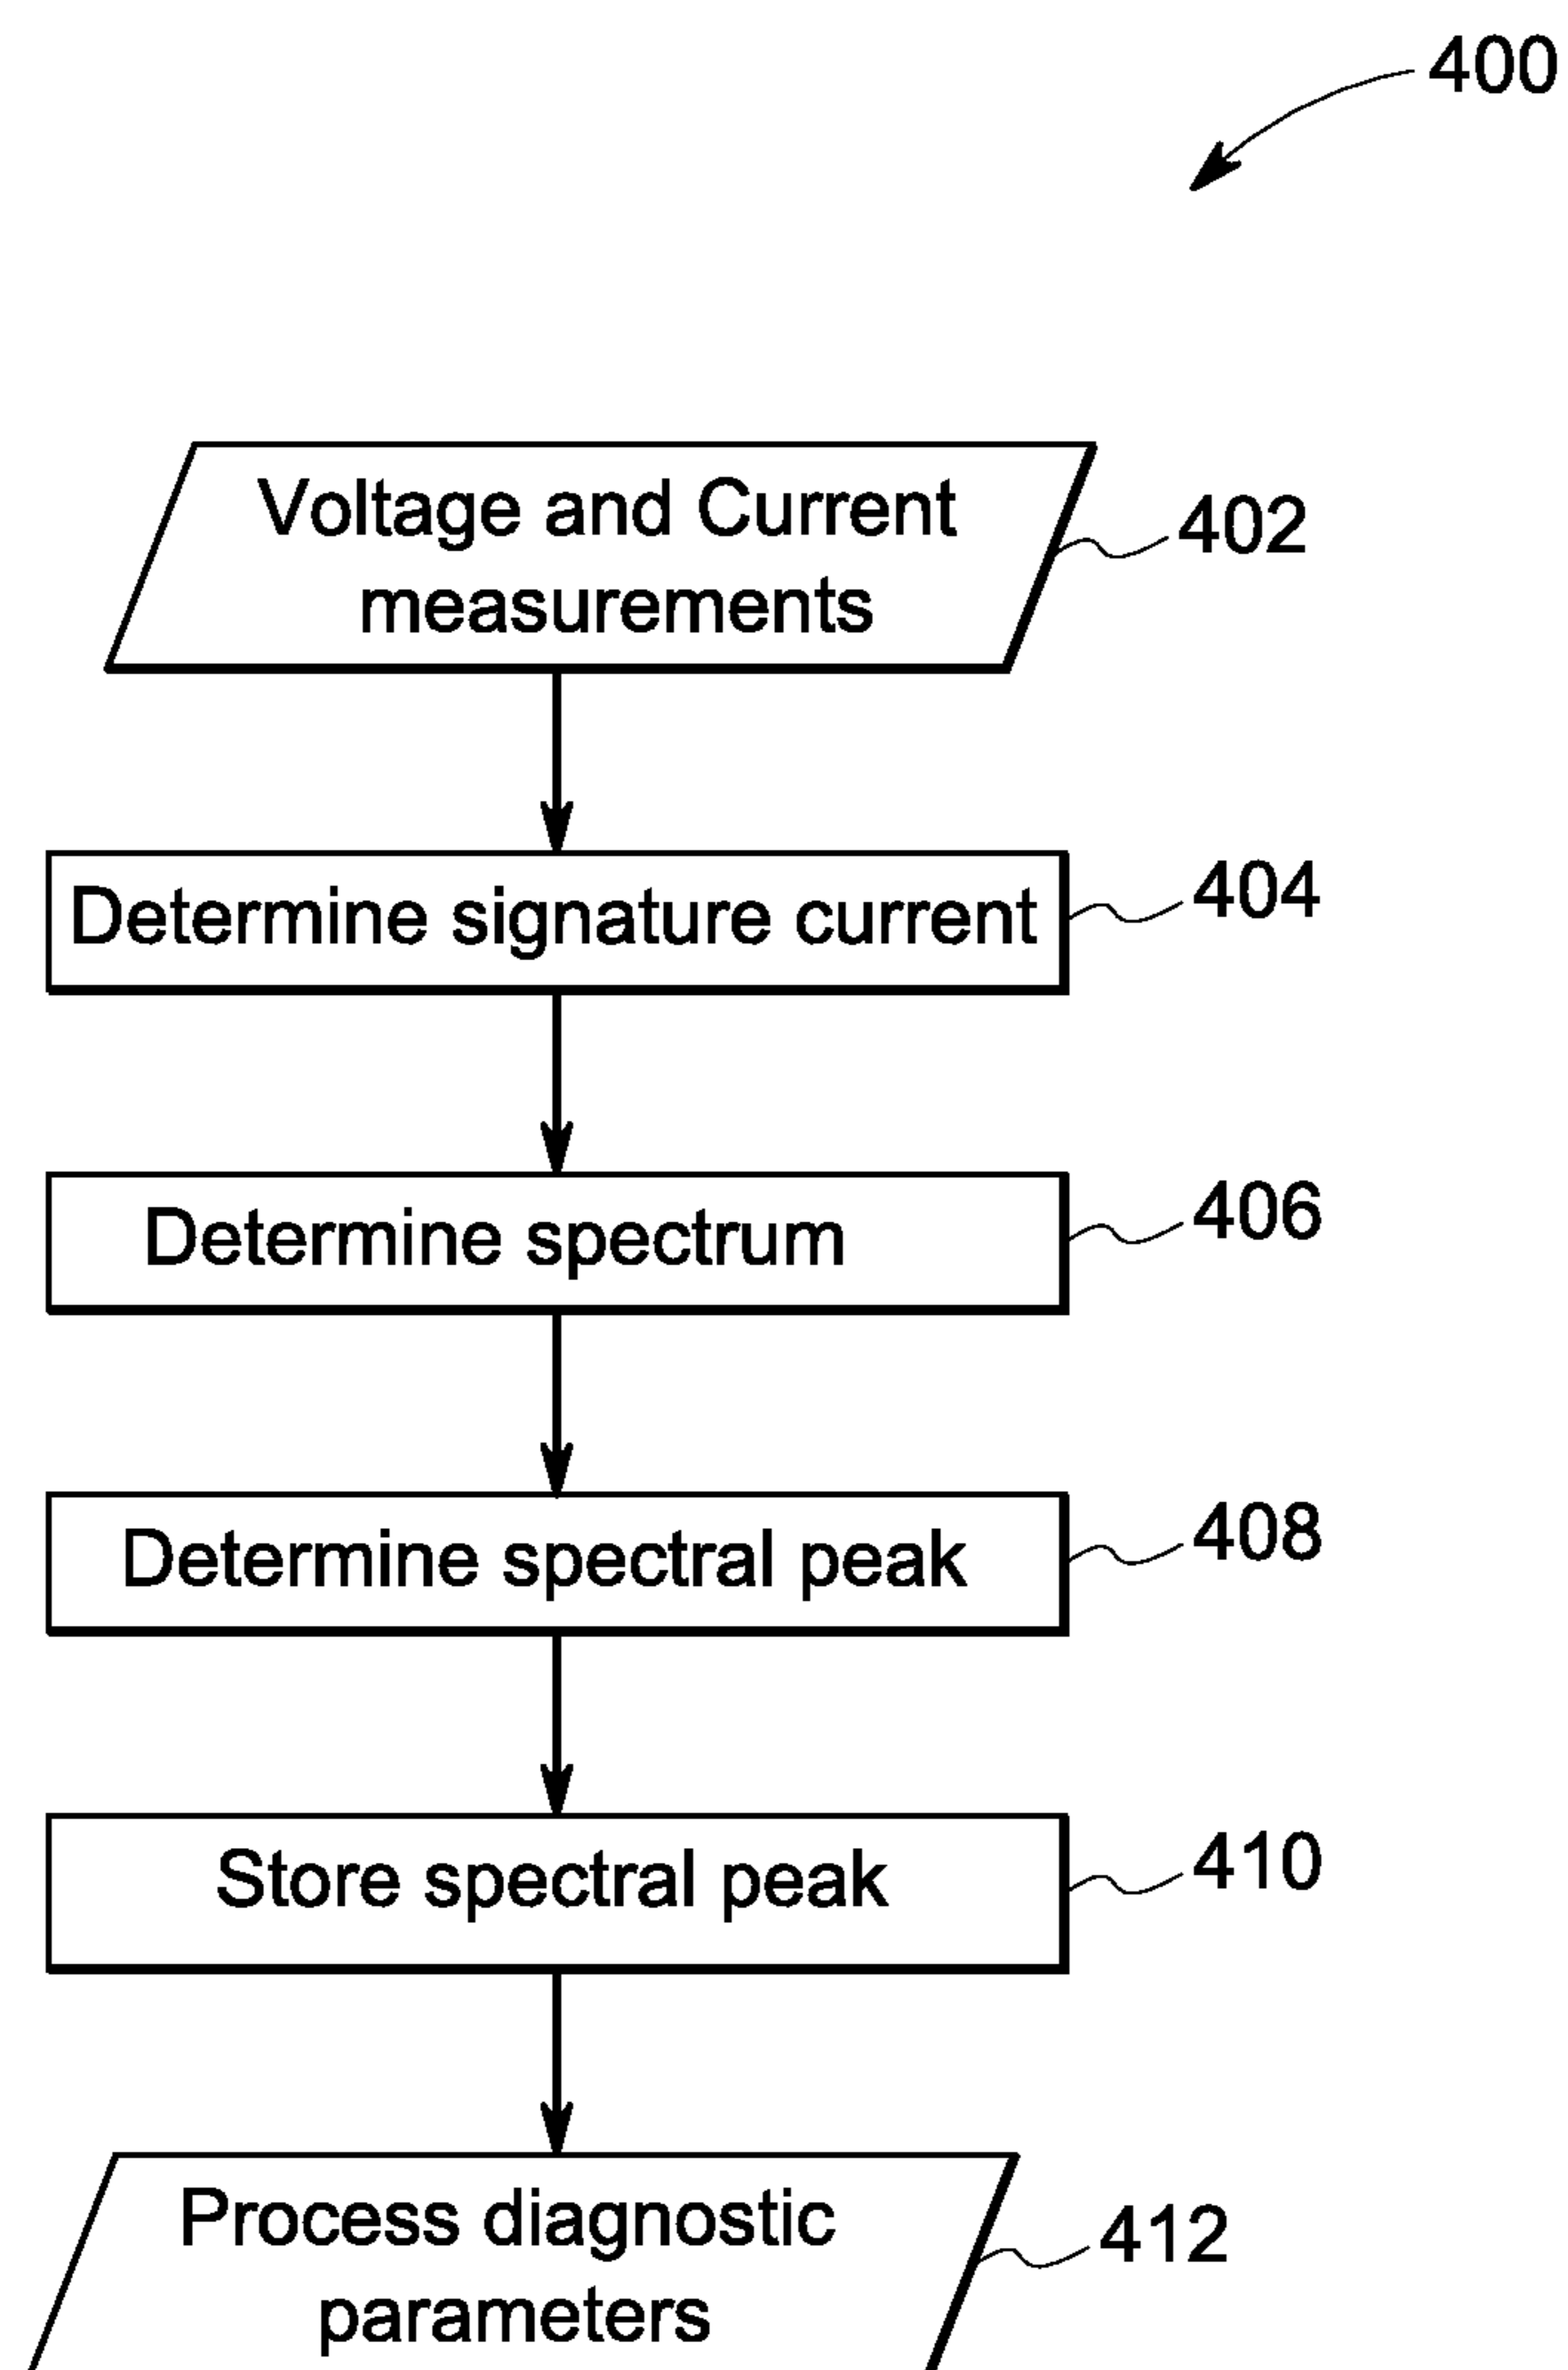 400
Voltage and Current
measurements
402
Determine signature current
404
Determine spectrum
406
Determine spectral peak
408
Store spectral peak
410
Process diagnostic
parameters
412